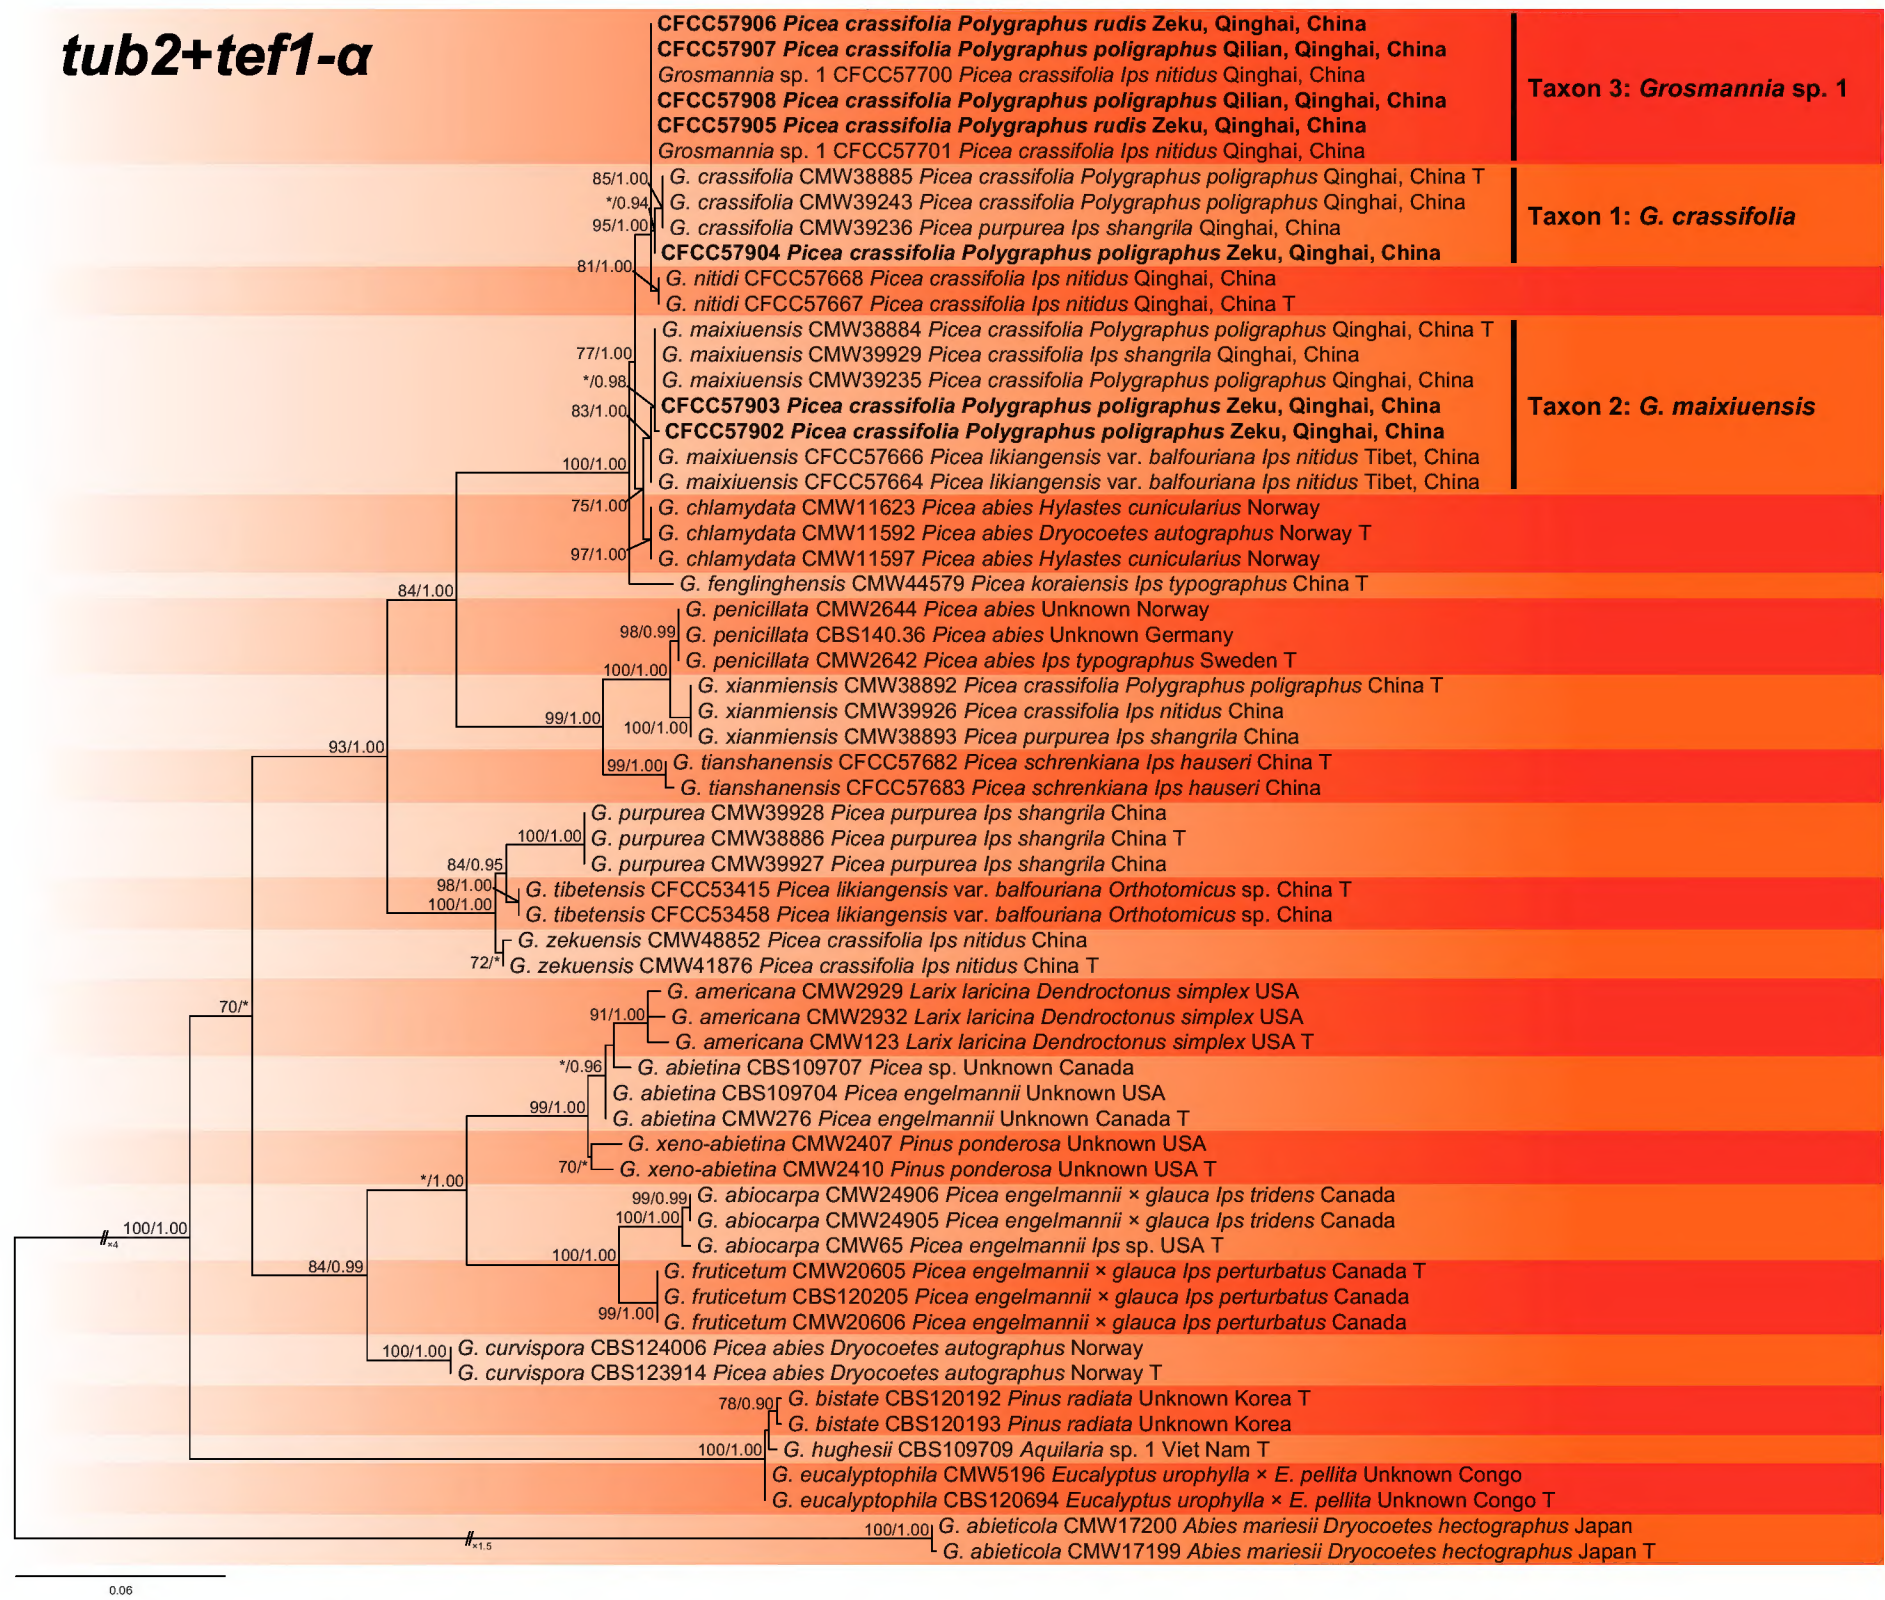 tub2+tef1-α
CFCC57906 Picea crassifolia Polygraphus rudis Zeku, Qinghai, China
CFCC57907 Picea crassifolia Polygraphus poligraphus Qilian, Qinghai, China
Grosmannia sp. 1 CFCC57700 Picea crassifolia Ips nitidus Qinghai, China
CFCC57908 Picea crassifolia Polygraphus poligraphus Qilian, Qinghai, China
CFCC57905 Picea crassifolia Polygraphus rudis Zeku, Qinghai, China
Grosmannia sp. 1 CFCC57701 Picea crassifolia Ips nitidus Qinghai, China
Taxon 3: Grosmannia sp. 1
85/1.00
G. crassifolia CMW38885 Picea crassifolia Polygraphus poligraphus Qinghai, China T
*/0.94
G. crassifolia CMW39243 Picea crassifolia Polygraphus poligraphus Qinghai, China
95/1.00
G. crassifolia CMW39236 Picea purpurea Ips shangrila Qinghai, China
CFCC57904 Picea crassifolia Polygraphus poligraphus Zeku, Qinghai, China
Taxon 1: G. crassifolia
81/1.00
G. nitidi CFCC57668 Picea crassifolia Ips nitidus Qinghai, China
G. nitidi CFCC57667 Picea crassifolia Ips nitidus Qinghai, China T
G. maixiuensis CMW38884 Picea crassifolia Polygraphus poligraphus Qinghai, China T
77/1.00
G. maixiuensis CMW39929 Picea crassifolia Ips shangrila Qinghai, China
*/0.98
G. maixiuensis CMW39235 Picea crassifolia Polygraphus poligraphus Qinghai, China
83/1.00
CFCC57903 Picea crassifolia Polygraphus poligraphus Zeku, Qinghai, China
CFCC57902 Picea crassifolia Polygraphus poligraphus Zeku, Qinghai, China
Taxon 2: G. maixiuensis
100/1.00
G. maixiuensis CFCC57666 Picea likiangensis var. balfouriana Ips nitidus Tibet, China
G. maixiuensis CFCC57664 Picea likiangensis var. balfouriana Ips nitidus Tibet, China
75/1.00
G. chlamydata CMW11623 Picea abies Hylastes cunicularius Norway
G. chlamydata CMW11592 Picea abies Dryocoetes autographus Norway T
97/1.00
G. chlamydata CMW11597 Picea abies Hylastes cunicularius Norway
G. fenglinghensis CMW44579 Picea koraiensis Ips typographus China T
84/1.00
G. penicillata CMW2644 Picea abies Unknown Norway
98/0.99
G. penicillata CBS140.36 Picea abies Unknown Germany
G. penicillata CMW2642 Picea abies Ips typographus Sweden T
100/1.00
G. xianmiensis CMW38892 Picea crassifolia Polygraphus poligraphus China T
99/1.00
G. xianmiensis CMW39926 Picea crassifolia Ips nitidus China
100/1.00
G. xianmiensis CMW38893 Picea purpurea Ips shangrila China
93/1.00
99/1.00
G. tianshanensis CFCC57682 Picea schrenkiana Ips hauseri China T
G. tianshanensis CFCC57683 Picea schrenkiana Ips hauseri China
G. purpurea CMW39928 Picea purpurea Ips shangrila China
100/1.00
G. purpurea CMW38886 Picea purpurea Ips shangrila China T
84/0.95
G. purpurea CMW39927 Picea purpurea Ips shangrila China
98/1.00
G. tibetensis CFCC53415 Picea likiangensis var. balfouriana Orthotomicus sp. China T
100/1.00
G. tibetensis CFCC53458 Picea likiangensis var. balfouriana Orthotomicus sp. China
G. zekuensis CMW48852 Picea crassifolia Ips nitidus China
72/*
G. zekuensis CMW41876 Picea crassifolia Ips nitidus China T
70/*
G. americana CMW2929 Larix laricina Dendroctonus simplex USA
91/1.00
G. americana CMW2932 Larix laricina Dendroctonus simplex USA
G. americana CMW123 Larix laricina Dendroctonus simplex USA T
*/0.96
G. abietina CBS109707 Picea sp. Unknown Canada
G. abietina CBS109704 Picea engelmannii Unknown USA
99/1.00
G. abietina CMW276 Picea engelmannii Unknown Canada T
G. xeno-abietina CMW2407 Pinus ponderosa Unknown USA
70/*
G. xeno-abietina CMW2410 Pinus ponderosa Unknown USA T
*/1.00
99/0.99
G. abiocarpa CMW24906 Picea engelmannii × glauca Ips tridens Canada
100/1.00
G. abiocarpa CMW24905 Picea engelmannii × glauca Ips tridens Canada
G. abiocarpa CMW65 Picea engelmannii Ips sp. USA T
100/1.00
×4
100/1.00
84/0.99
G. fruticetum CMW20605 Picea engelmannii × glauca Ips perturbatus Canada T
G. fruticetum CBS120205 Picea engelmannii × glauca Ips perturbatus Canada
99/1.00
G. fruticetum CMW20606 Picea engelmannii × glauca Ips perturbatus Canada
100/1.00
G. curvispora CBS124006 Picea abies Dryocoetes autographus Norway
G. curvispora CBS123914 Picea abies Dryocoetes autographus Norway T
78/0.90
G. bistate CBS120192 Pinus radiata Unknown Korea T
G. bistate CBS120193 Pinus radiata Unknown Korea
100/1.00
G. hughesii CBS109709 Aquilaria sp. 1 Viet Nam T
G. eucalyptophila CMW5196 Eucalyptus urophylla × E. pellita Unknown Congo
G. eucalyptophila CBS120694 Eucalyptus urophylla × E. pellita Unknown Congo T
×1.5
100/1.00
G. abieticola CMW17200 Abies mariesii Dryocoetes hectographus Japan
G. abieticola CMW17199 Abies mariesii Dryocoetes hectographus Japan T
0.06